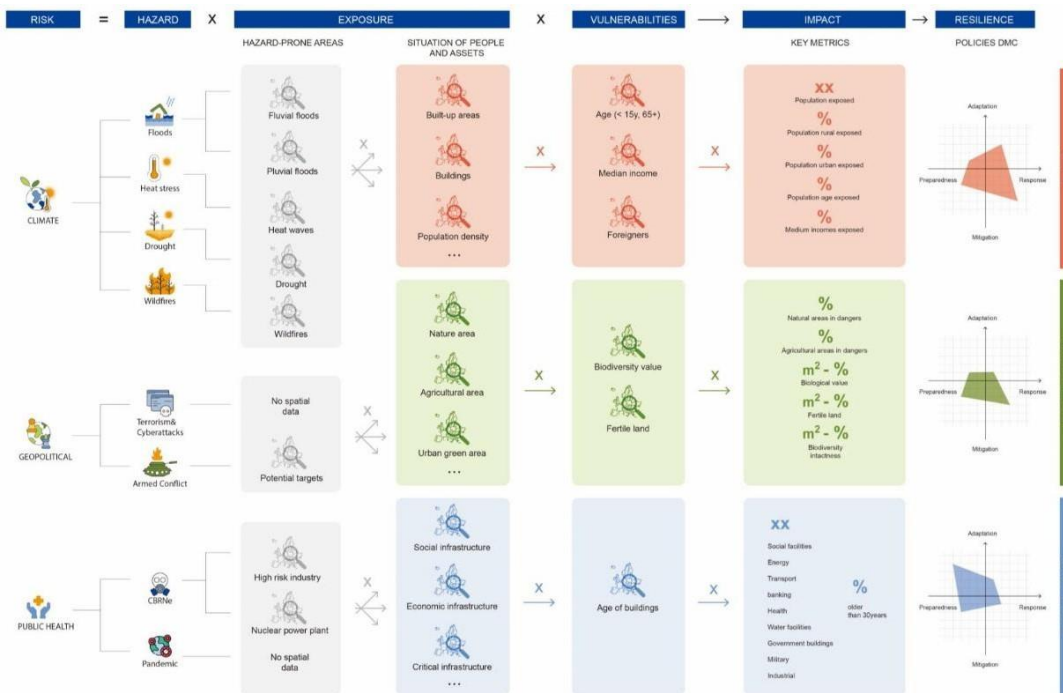 RISK = HAZARD X EXPOSURE X VULNERABILITIES IMPACT RESILIENCE
HAZARD-PRONE AREAS
SITUATION OF PEOPLE
AND ASSETS
KEY METRICS
POLICIES DMC
CLIMATE
Floods
Heat stress
Drought
Wildfires
Fluvial floods
Pluvial floods
Heat waves
Drought
Wildfires
X
Built-up areas
Buildings
Population density
...
X
Age (< 15y, 65+)
Median income
Foreigners
X
XX
Population exposed
%
Population rural exposed
%
Population urban exposed
%
Population age exposed
%
Medium incomes exposed
Adaptation
Preparedness
Response
Mitigation
GEOPOLITICAL
Terrorism&
Cyberattacks
Armed Conflict
No spatial
data
Potential targets
X
Nature area
Agricultural area
Urban green area
...
X
Biodiversity value
Fertile land
X
%
Natural areas in dangers
%
Agricultural areas in dangers
m² - %
Biological value
m² - %
Fertile land
m² - %
Biodiversity
intactness
Adaptation
Preparedness
Response
Mitigation
PUBLIC HEALTH
CBRNe
Pandemic
High risk industry
Nuclear power plant
No spatial
data
X
Social infrastructure
Economic infrastructure
Critical infrastructure
...
X
Age of buildings
X
XX
Social facilities
Energy
Transport
banking
Health
Water facilities
Government buildings
Military
Industrial
%
older
than 30years
Adaptation
Preparedness
Response
Mitigation